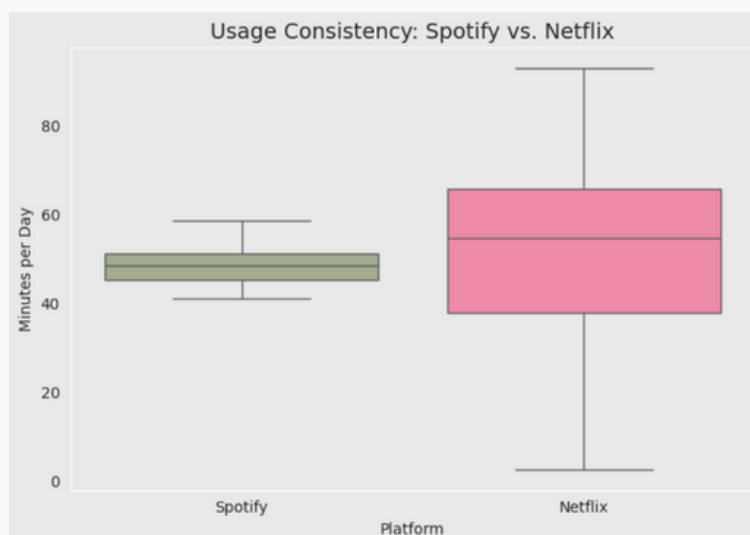 Usage Consistency: Spotify vs. Netflix
Minutes per Day
80
60
40
20
0
Spotify Netflix
Platform